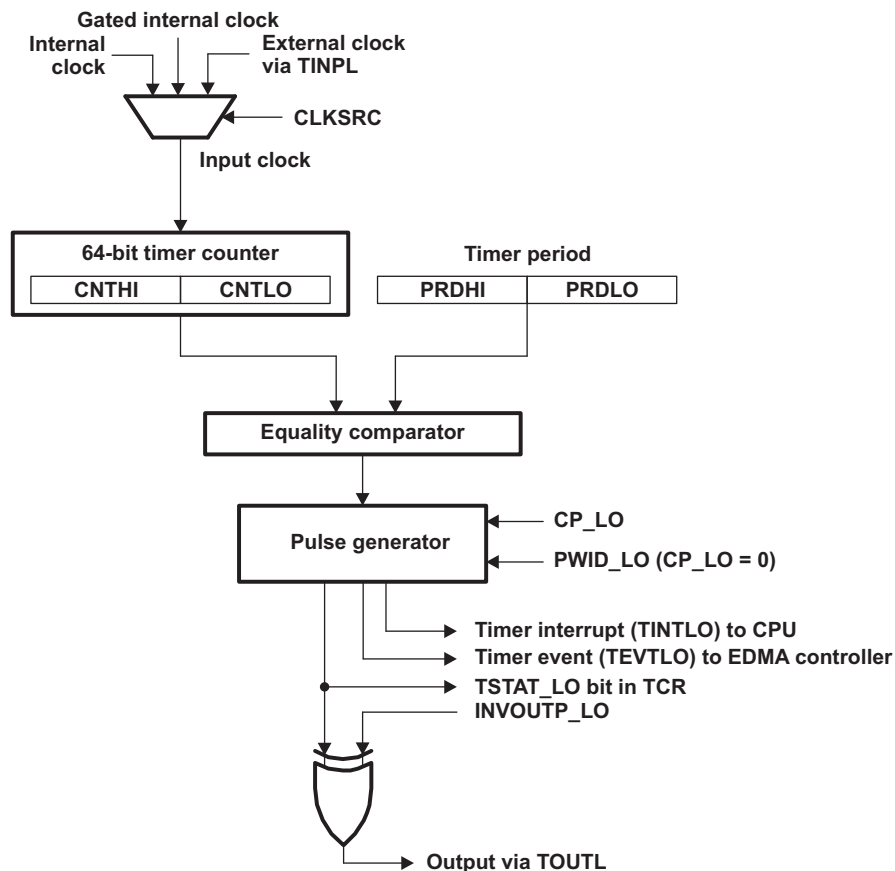 Gated internal clock
Internal
clock
External clock
via TINPL
CLKSRC
Input clock
64-bit timer counter
CNTHI
CNTLO
Timer period
PRDHI
PRDLO
Equality comparator
Pulse generator
CP_LO
PWID_LO (CP_LO = 0)
Timer interrupt (TINTLO) to CPU
Timer event (TEVTLO) to EDMA controller
TSTAT_LO bit in TCR
INVOUTP_LO
Output via TOUTL